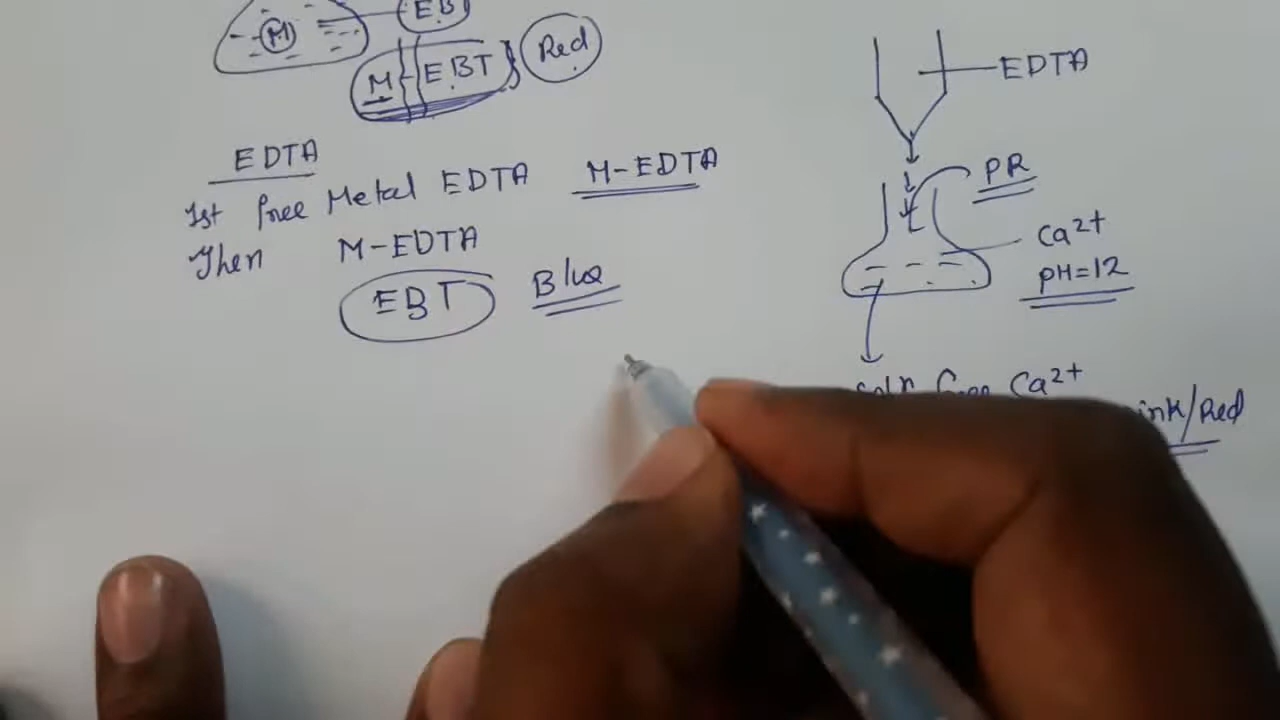 M
EBT
M EBT Red
EDTA
1st free Metal EDTA M-EDTA
Then M-EDTA
EBT Blue
EDTA
PR
Ca2+
PH=12
Ca2+
ink/Red